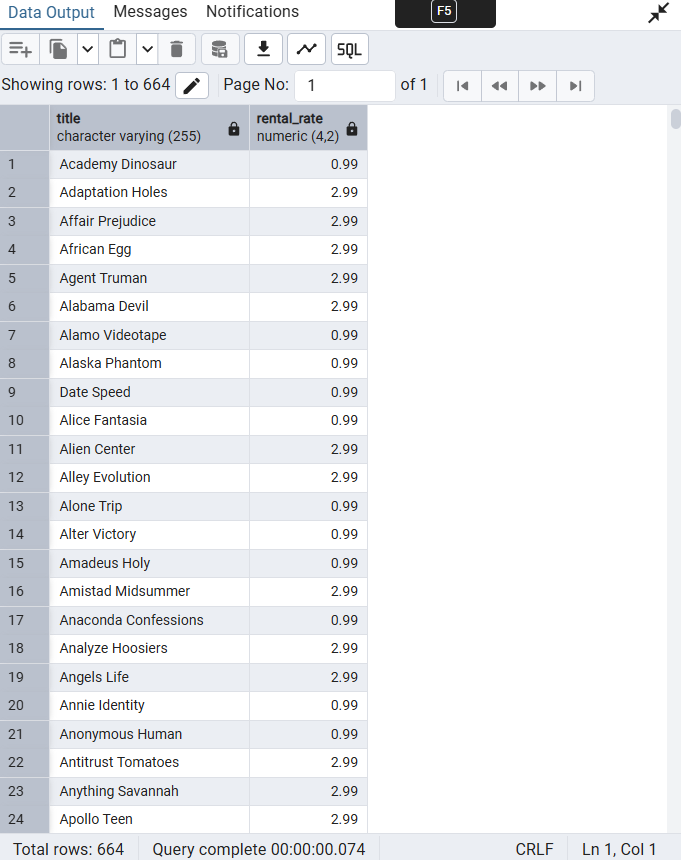 Data Output Messages Notifications F5
SQL
Showing rows: 1 to 664 Page No: 1 of 1
title rental_rate
character varying (255) numeric (4,2)
1 Academy Dinosaur 0.99
2 Adaptation Holes 2.99
3 Affair Prejudice 2.99
4 African Egg 2.99
5 Agent Truman 2.99
6 Alabama Devil 2.99
7 Alamo Videotape 0.99
8 Alaska Phantom 0.99
9 Date Speed 0.99
10 Alice Fantasia 0.99
11 Alien Center 2.99
12 Alley Evolution 2.99
13 Alone Trip 0.99
14 Alter Victory 0.99
15 Amadeus Holy 0.99
16 Amistad Midsummer 2.99
17 Anaconda Confessions 0.99
18 Analyze Hoosiers 2.99
19 Angels Life 2.99
20 Annie Identity 0.99
21 Anonymous Human 0.99
22 Antitrust Tomatoes 2.99
23 Anything Savannah 2.99
24 Apollo Teen 2.99
Total rows: 664 Query complete 00:00:00.074 CRLF Ln 1, Col 1